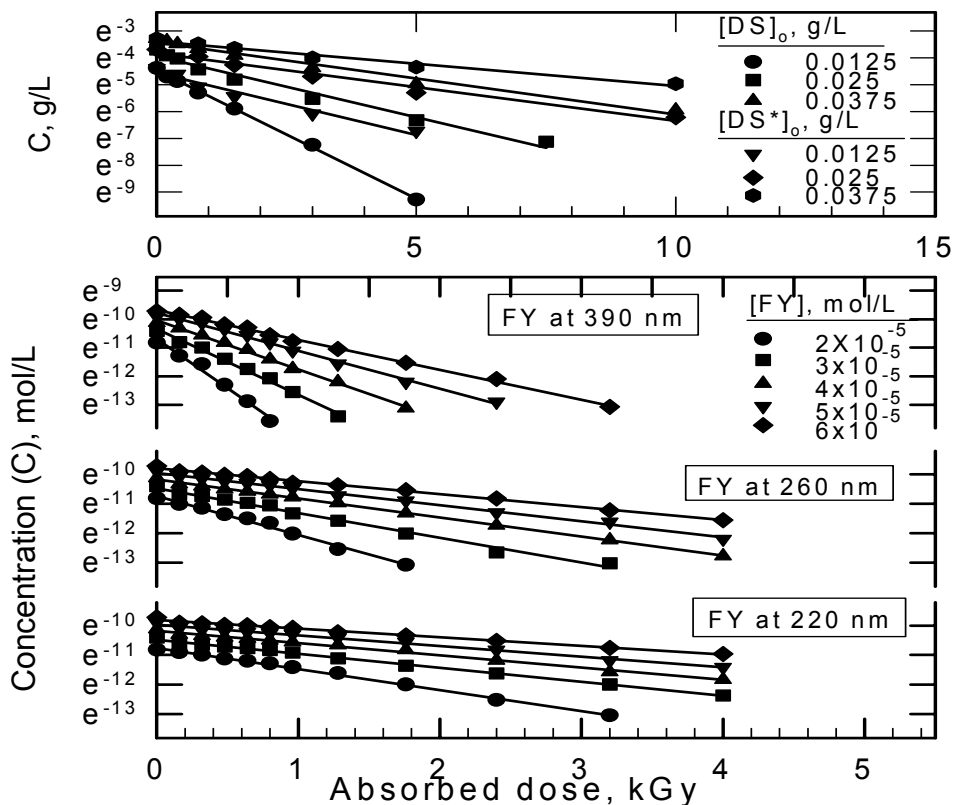 C, g/L
e-3
e-4
e-5
e-6
e-7
e-8
e-9
[DS]o, g/L
0.0125
0.025
0.0375
[DS*]o, g/L
0.0125
0.025
0.0375
0 5 10 15
Concentration (C), mol/L
e-9
e-10
e-11
e-12
e-13
FY at 390 nm
[FY], mol/L
2X10-5
3x10-5
4x10-5
5x10-5
6x10
e-10
e-11
e-12
e-13
FY at 260 nm
e-10
e-11
e-12
e-13
FY at 220 nm
0 1 2 3 4 5
Absorbed dose, kGy